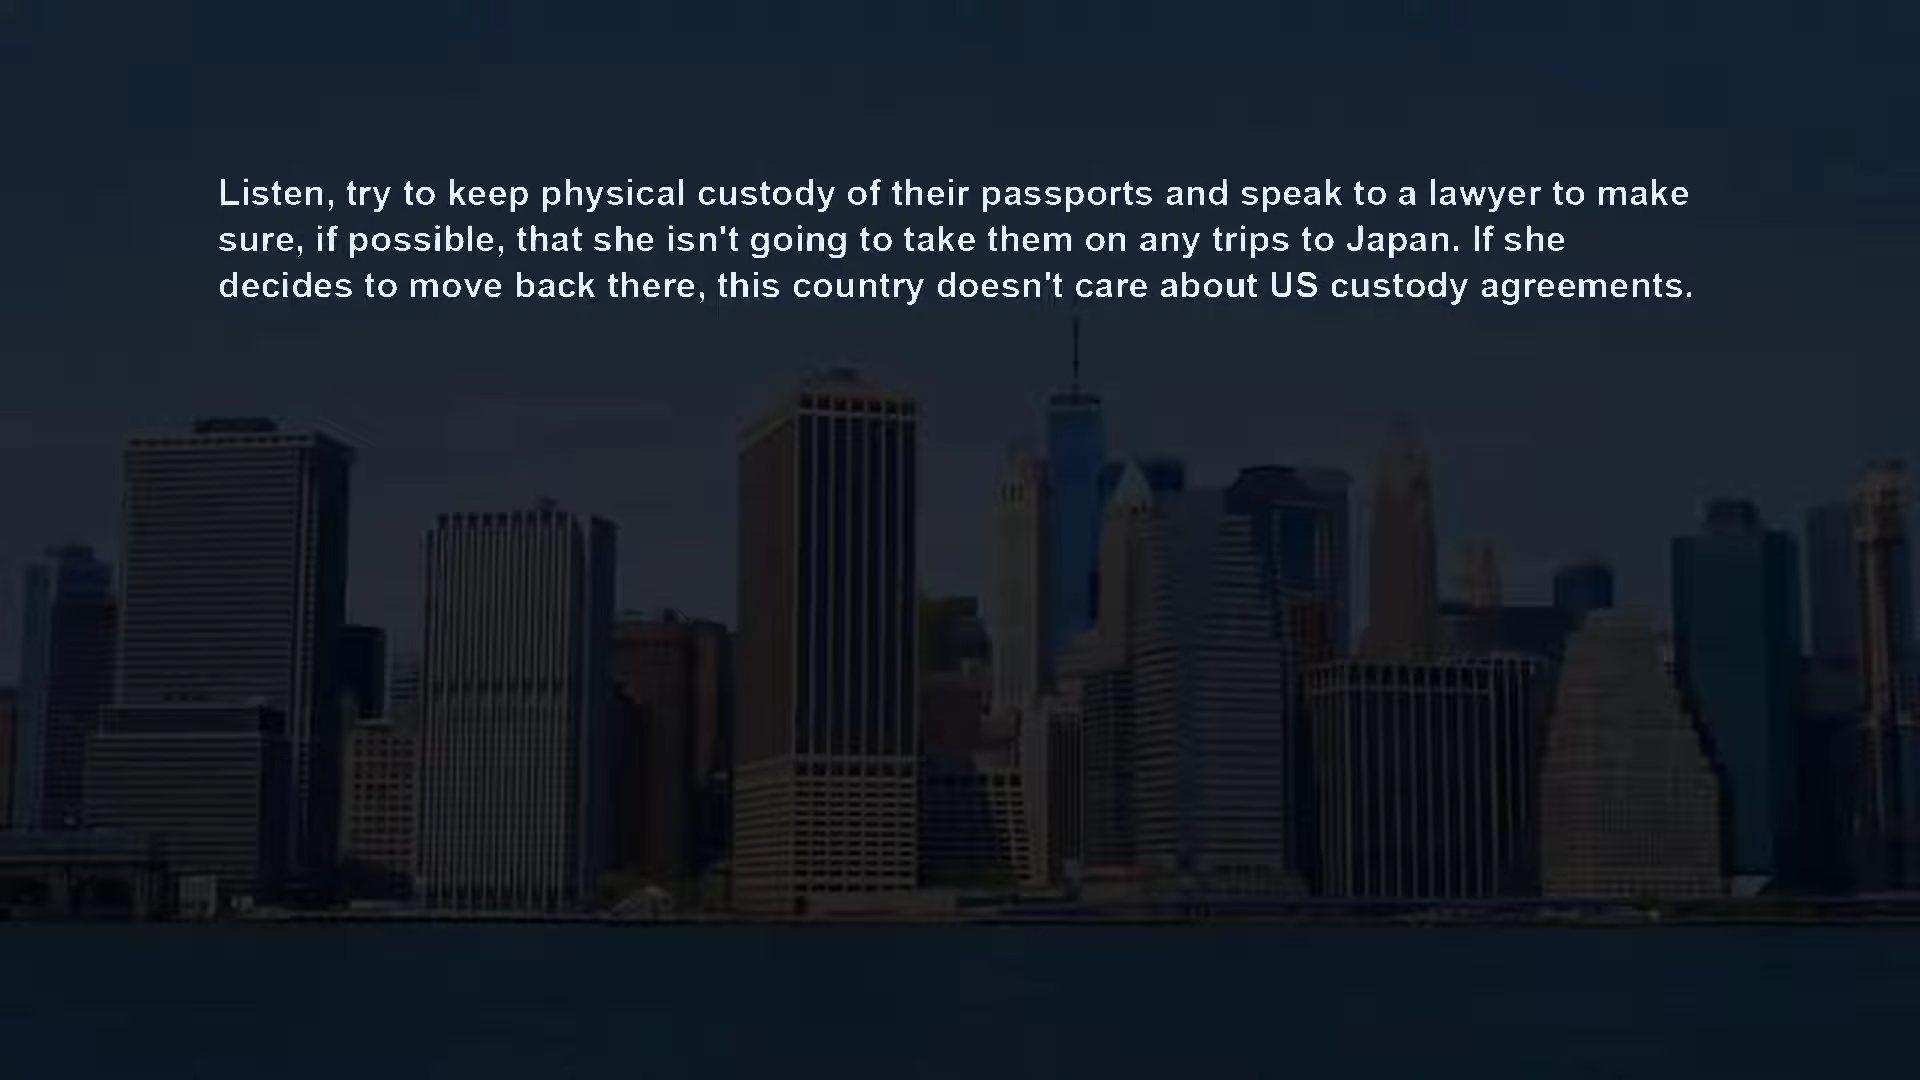 Listen, try to keep physical custody of their passports and speak to a lawyer to make
sure, if possible, that she isn't going to take them on any trips to Japan. If she
decides to move back there, this country doesn't care about US custody agreements.